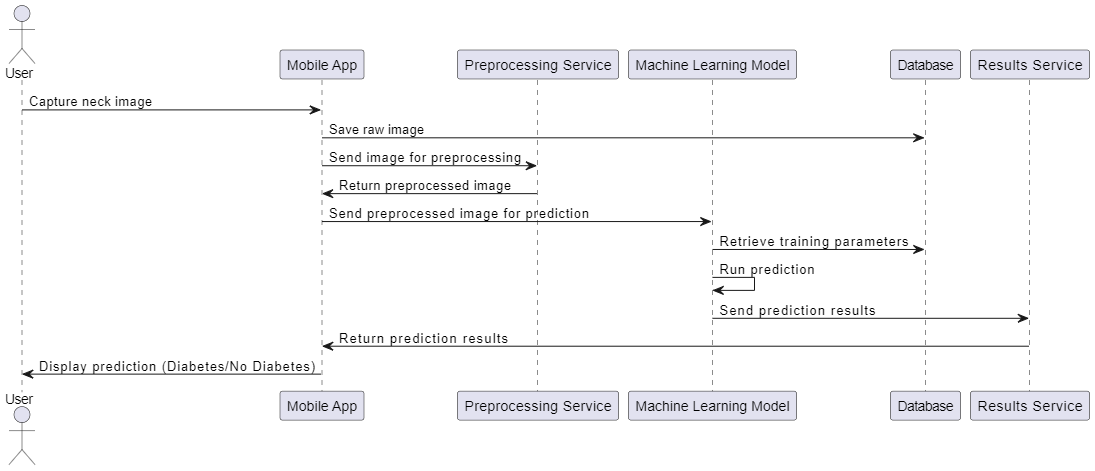 User
Mobile App
Preprocessing Service
Machine Learning Model
Database
Results Service
Capture neck image
Save raw image
Send image for preprocessing
Return preprocessed image
Send preprocessed image for prediction
Retrieve training parameters
Run prediction
Send prediction results
Return prediction results
Display prediction (Diabetes/No Diabetes)
User
Mobile App
Preprocessing Service
Machine Learning Model
Database
Results Service